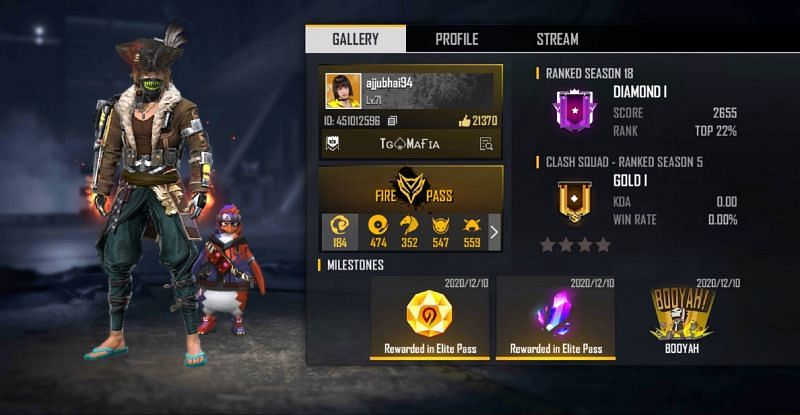 GALLERY PROFILE STREAM
ajjubhai94
Lv.71
ID: 451012596 21370
TG♤MAFIA
FIRE PASS
184 474 352 547 559
RANKED SEASON 18
DIAMOND I
SCORE 2655
RANK TOP 22%
CLASH SQUAD - RANKED SEASON 5
GOLD I
KDA 0.00
WIN RATE 0.00%
MILESTONES
2020/12/10 2020/12/10 2020/12/10
BOOYAH!
Rewarded in Elite Pass Rewarded in Elite Pass BOOYAH